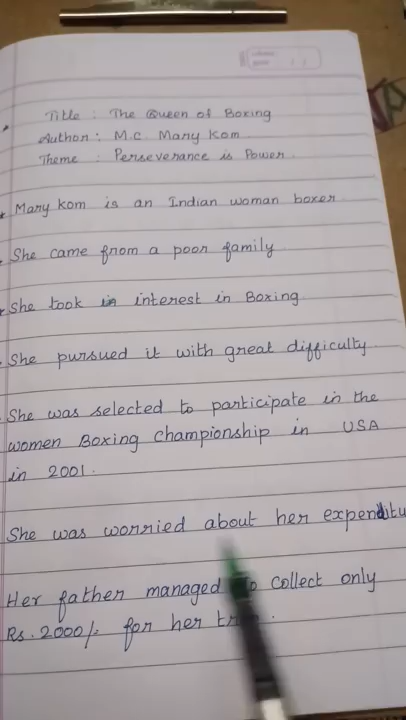 Title : The Queen of Boxing
Author : M.C. Mary Kom
Theme : Perseverance is Power.
Mary kom is an Indian woman boxer
She came from a poor family
She took in interest in Boxing
She pursued it with great difficulty
She was selected to participate in the
women Boxing championship in USA
in 2001.
She was worried about her expenditu
Her father managed to collect only
Rs. 2000/- for her